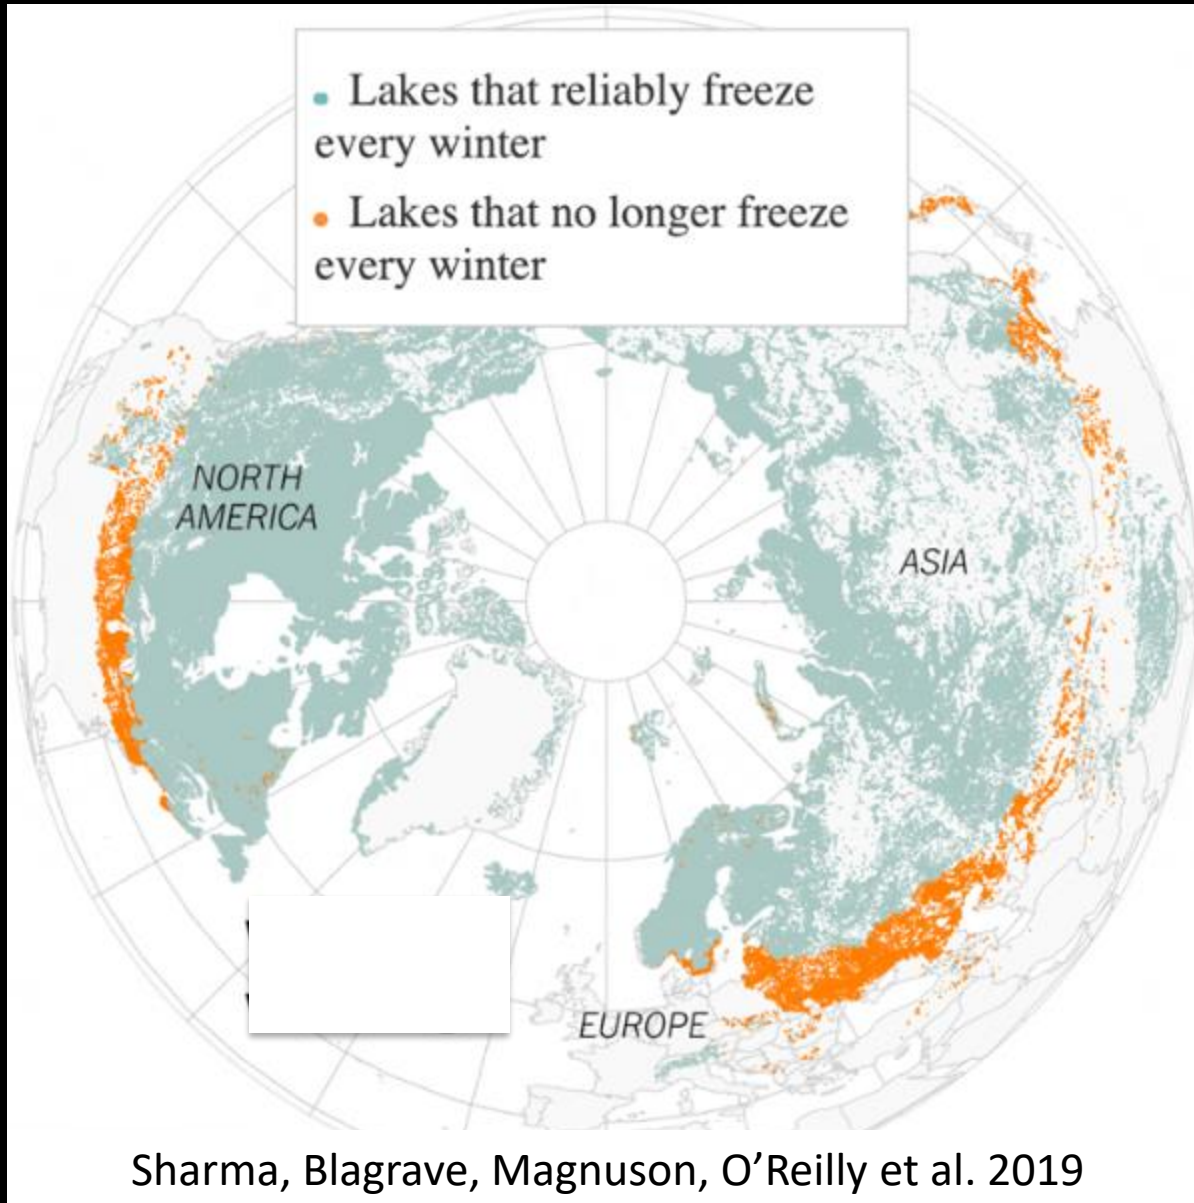 Lakes that reliably freeze
every winter
Lakes that no longer freeze
every winter
NORTH
AMERICA
ASIA
EUROPE
Sharma, Blagrave, Magnuson, O’Reilly et al. 2019